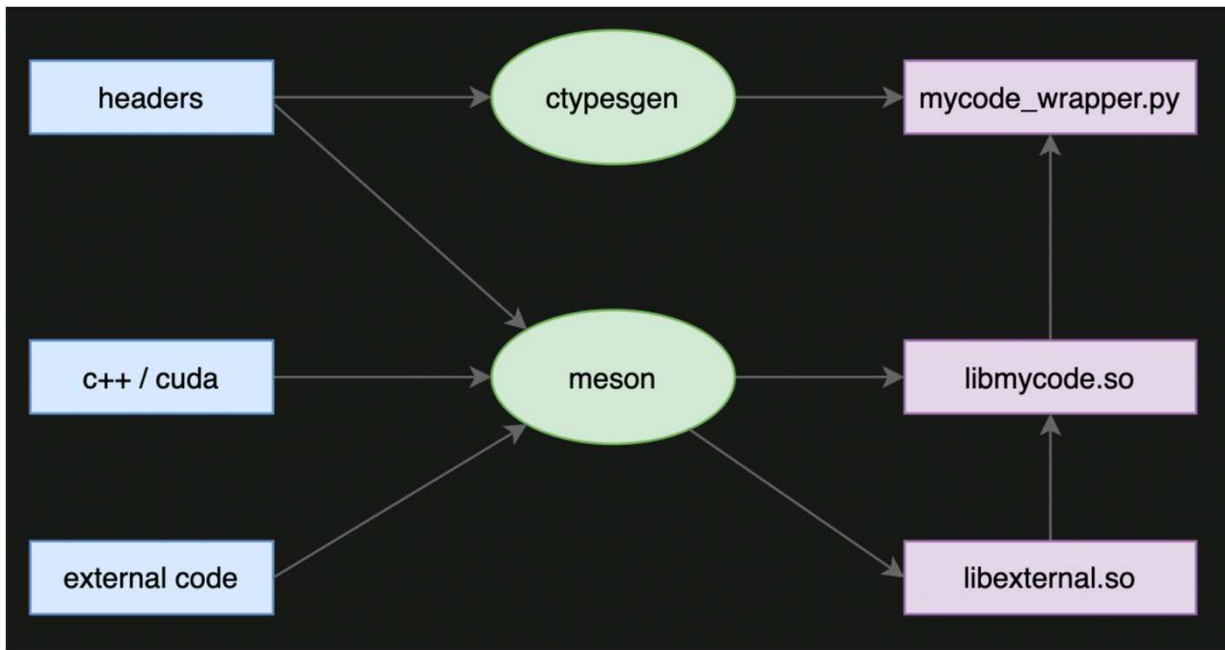 headers
ctypesgen
mycode_wrapper.py
c++ / cuda
meson
libmycode.so
external code
libexternal.so